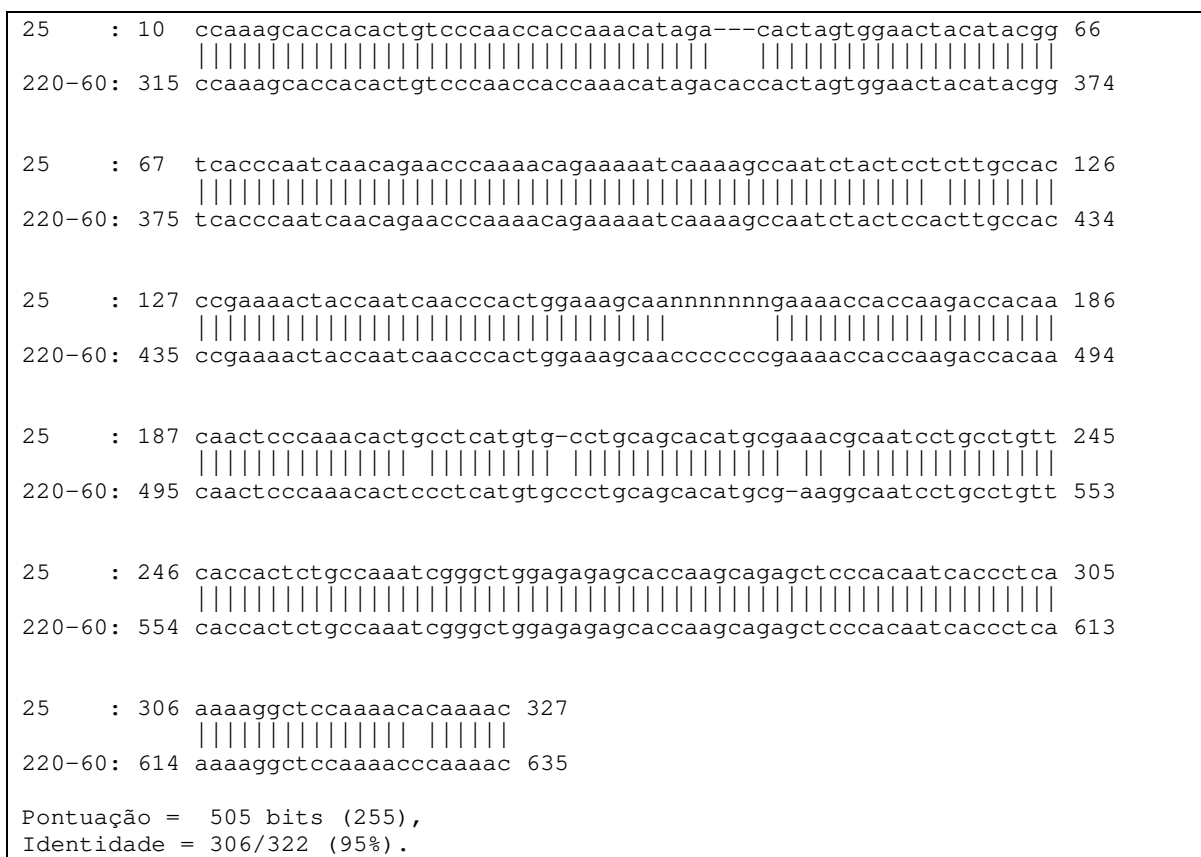 25    : 10  ccaaagcaccacactgtcccaaccaccaaacataga---cactagtggaactacatacgg 66
            ||||||||||||||||||||||||||||||||||||   |||||||||||||||||||||
220-60: 315 ccaaagcaccacactgtcccaaccaccaaacatagacaccactagtggaactacatacgg 374
25    : 67  tcacccaatcaacagaacccaaaacagaaaaatcaaaagccaatctactcctcttgccac 126
            ||||||||||||||||||||||||||||||||||||||||||||||||||| ||||||||
220-60: 375 tcacccaatcaacagaacccaaaacagaaaaatcaaaagccaatctactccacttgccac 434
25    : 127 ccgaaaactaccaatcaacccactggaaagcaannnnnnngaaaaccaccaagaccacaa 186
            |||||||||||||||||||||||||||||||||       ||||||||||||||||||||
220-60: 435 ccgaaaactaccaatcaacccactggaaagcaacccccccgaaaaccaccaagaccacaa 494
25    : 187 caactcccaaacactgcctcatgtg-cctgcagcacatgcgaaacgcaatcctgcctgtt 245
            ||||||||||||||| ||||||||| ||||||||||||||| || |||||||||||||||
220-60: 495 caactcccaaacactccctcatgtgccctgcagcacatgcg-aaggcaatcctgcctgtt 553
25    : 246 caccactctgccaaatcgggctggagagagcaccaagcagagctcccacaatcaccctca 305
            ||||||||||||||||||||||||||||||||||||||||||||||||||||||||||||
220-60: 554 caccactctgccaaatcgggctggagagagcaccaagcagagctcccacaatcaccctca 613
25    : 306 aaaaggctccaaaacacaaaac 327
            ||||||||||||||| ||||||
220-60: 614 aaaaggctccaaaacccaaaac 635
Pontuação =  505 bits (255),
Identidade = 306/322 (95%).